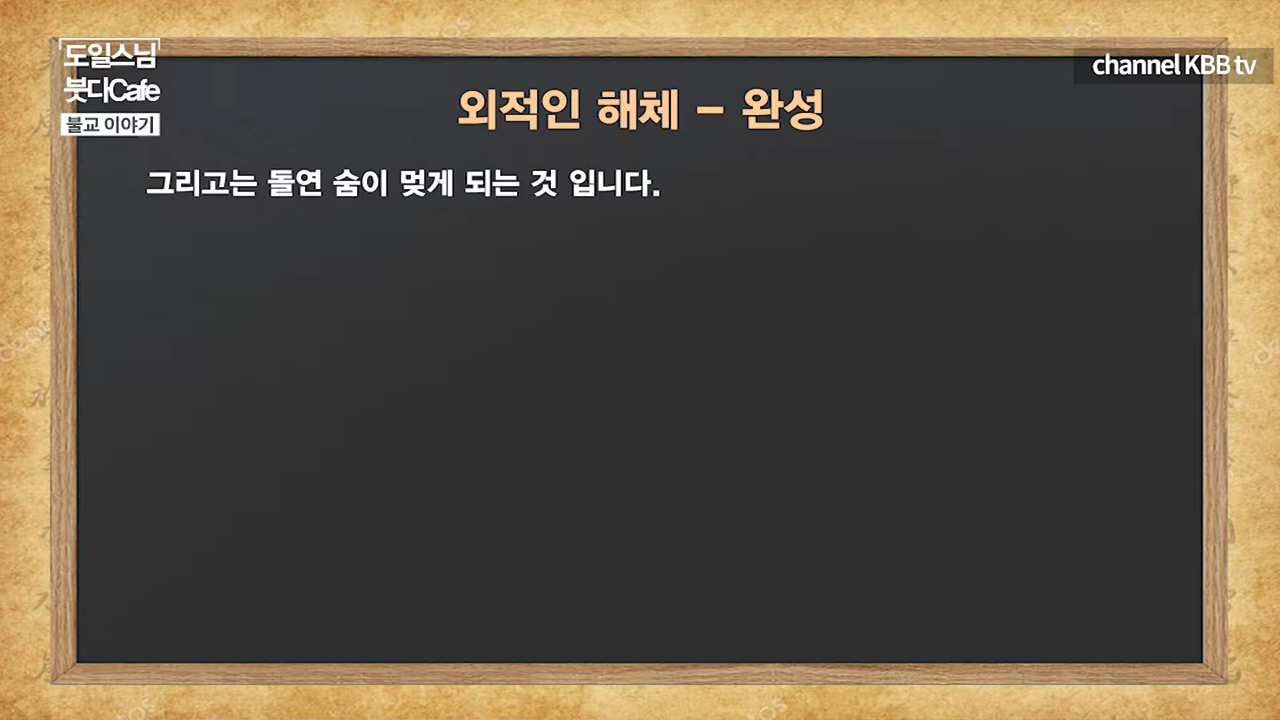 도일스님
붓다Cafe
불교 이야기
channel KBB tv
외적인 해체 – 완성
그리고는 돌연 숨이 멎게 되는 것 입니다.